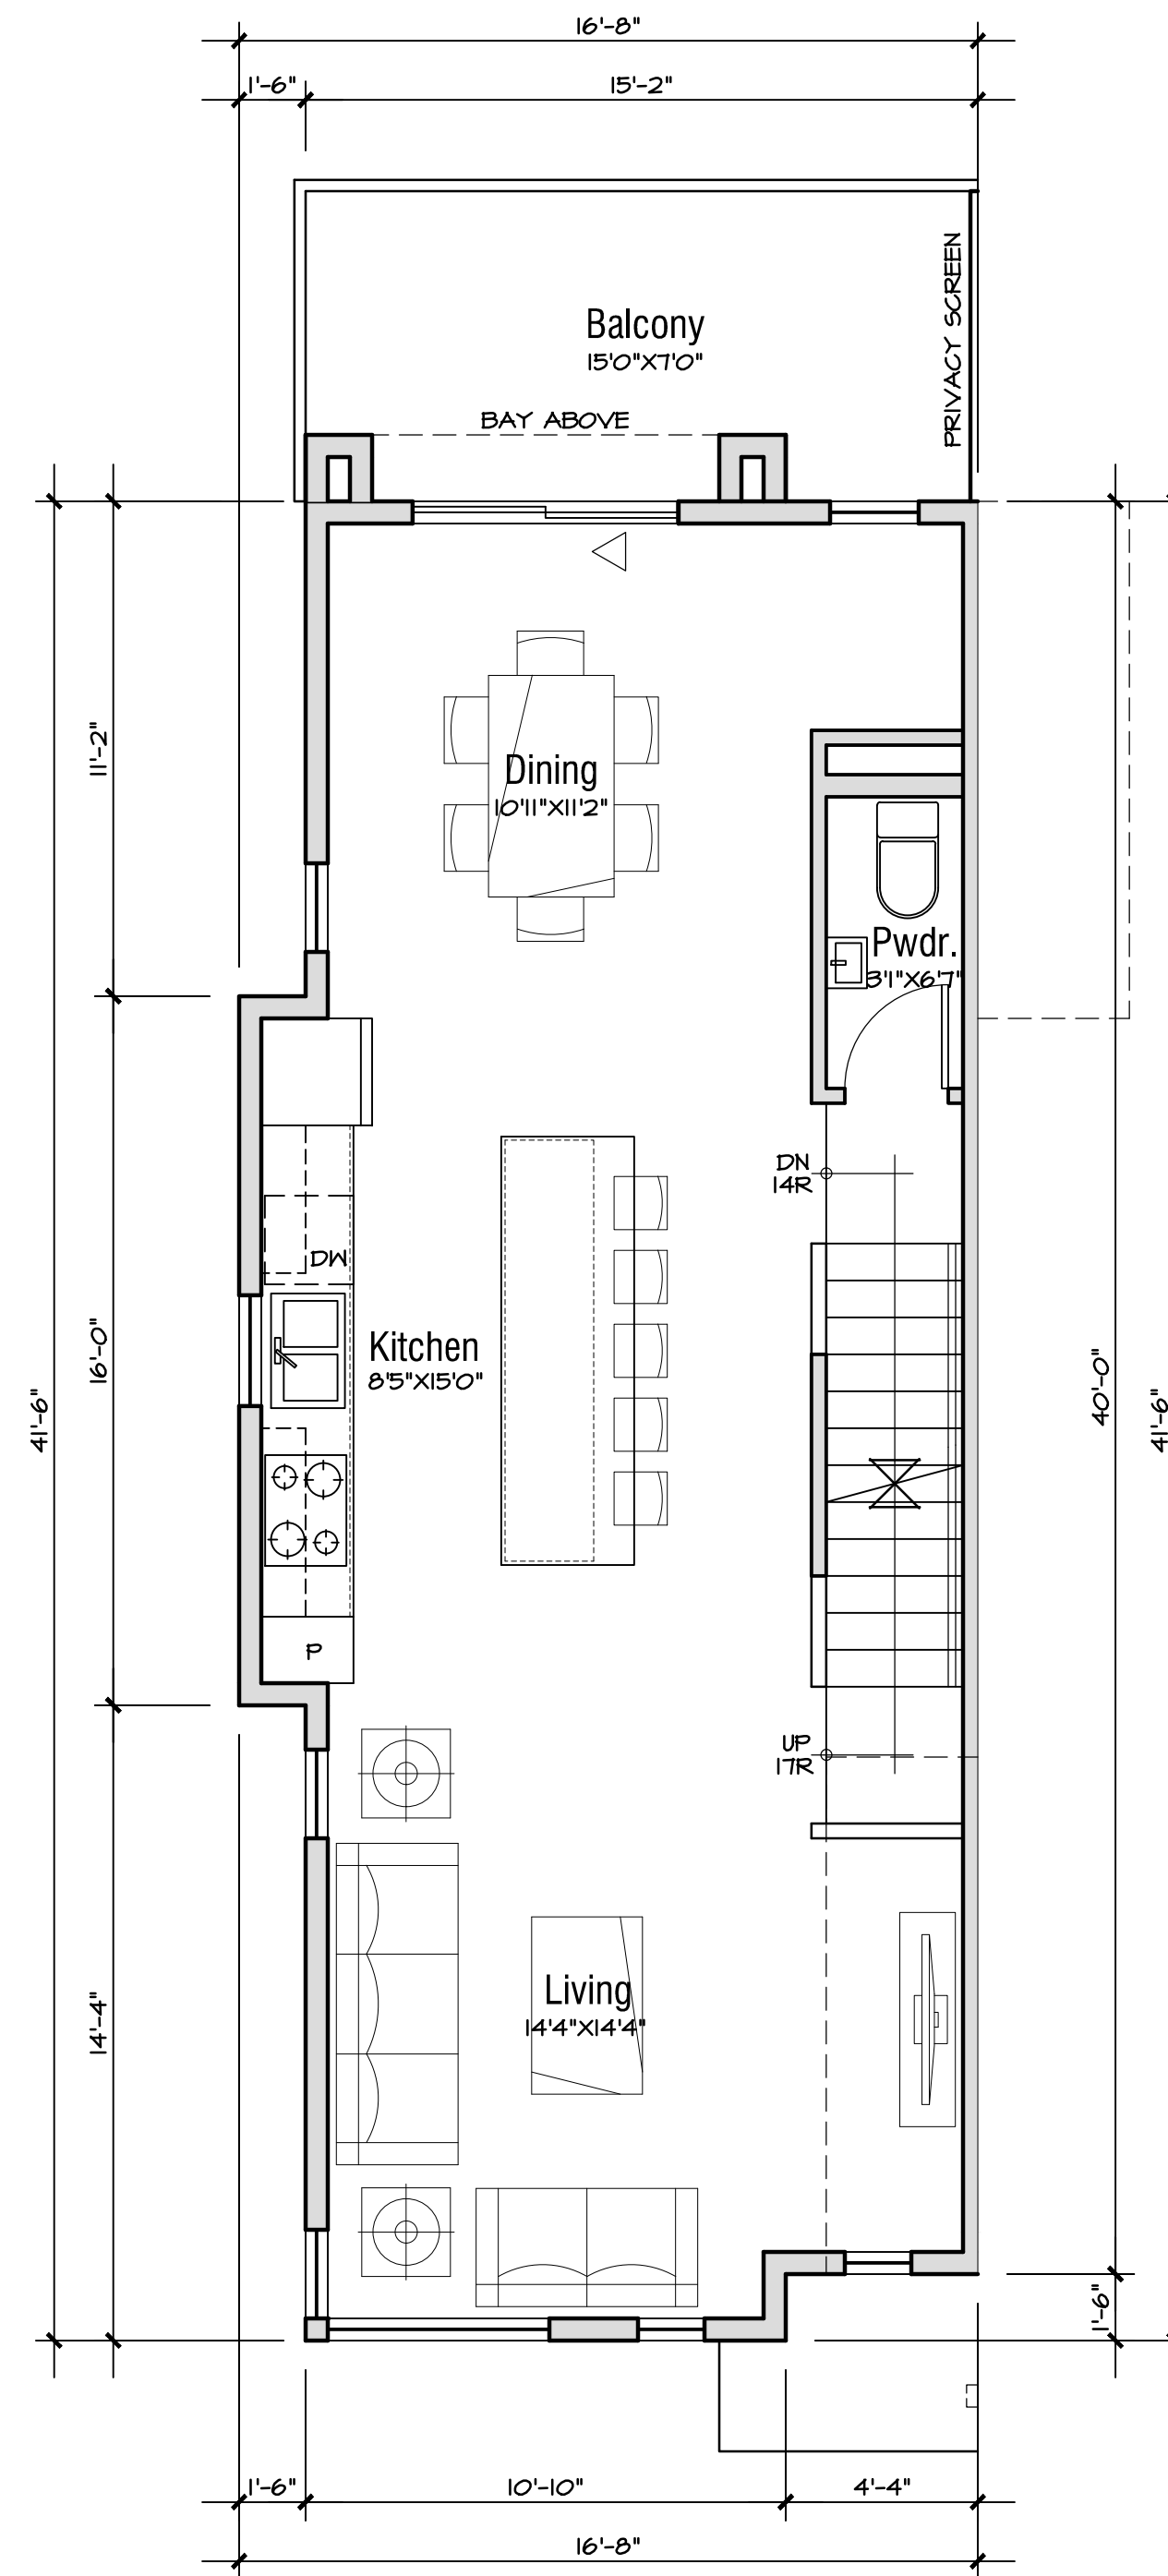 16'-8"
1'-6"
15'-2"
PRIVACY SCREEN
Balcony
15'0"X7'0"
BAY ABOVE
11'-2"
Dining
10'11"X11'2"
Pwdr.
3'1"X6'7"
DN
14R
DW
Kitchen
8'5"X15'0"
16'-0"
41'-6"
40'-0"
41'-6"
P
UP
17R
Living
14'4"X14'4"
14'-4"
1'-6"
1'-6"
10'-10"
4'-4"
16'-8"